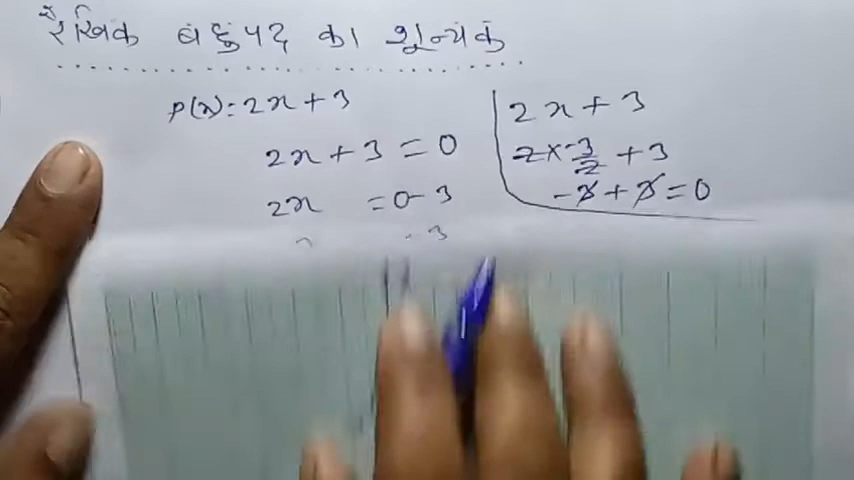 रैखिक बहुपद का शून्यक
p(x) = 2x + 3
2x + 3 = 0
2x = 0 - 3
2x + 3
2 × -3/2 + 3
-3 + 3 = 0